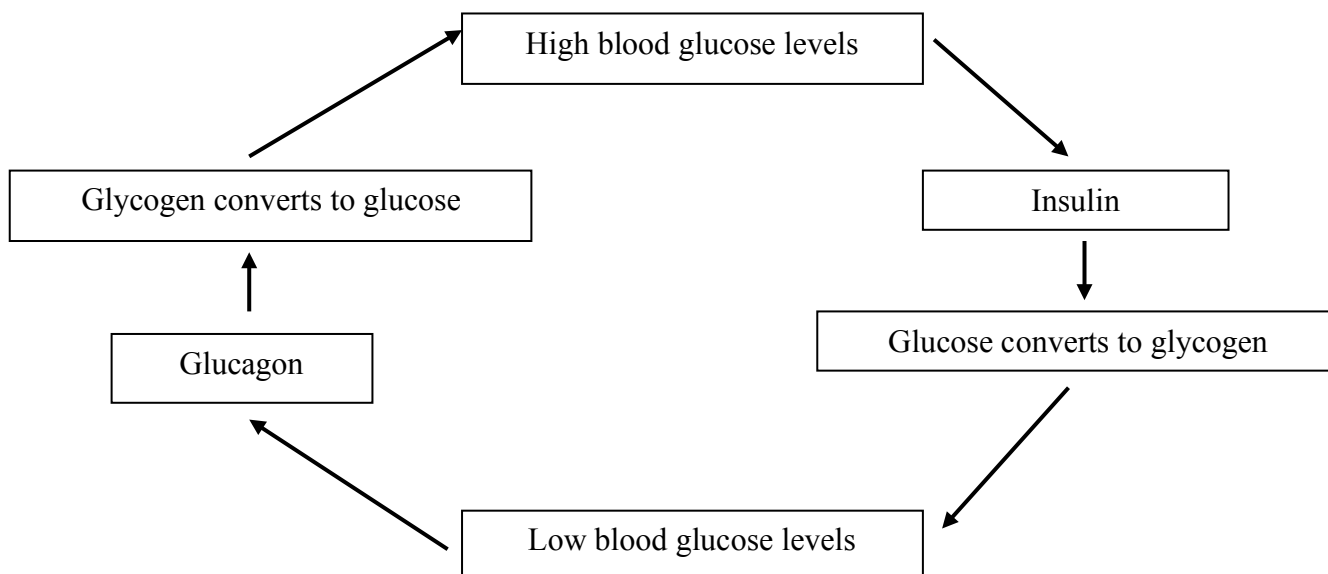 High blood glucose levels
Glycogen converts to glucose
Insulin
Glucose converts to glycogen
Glucagon
Low blood glucose levels